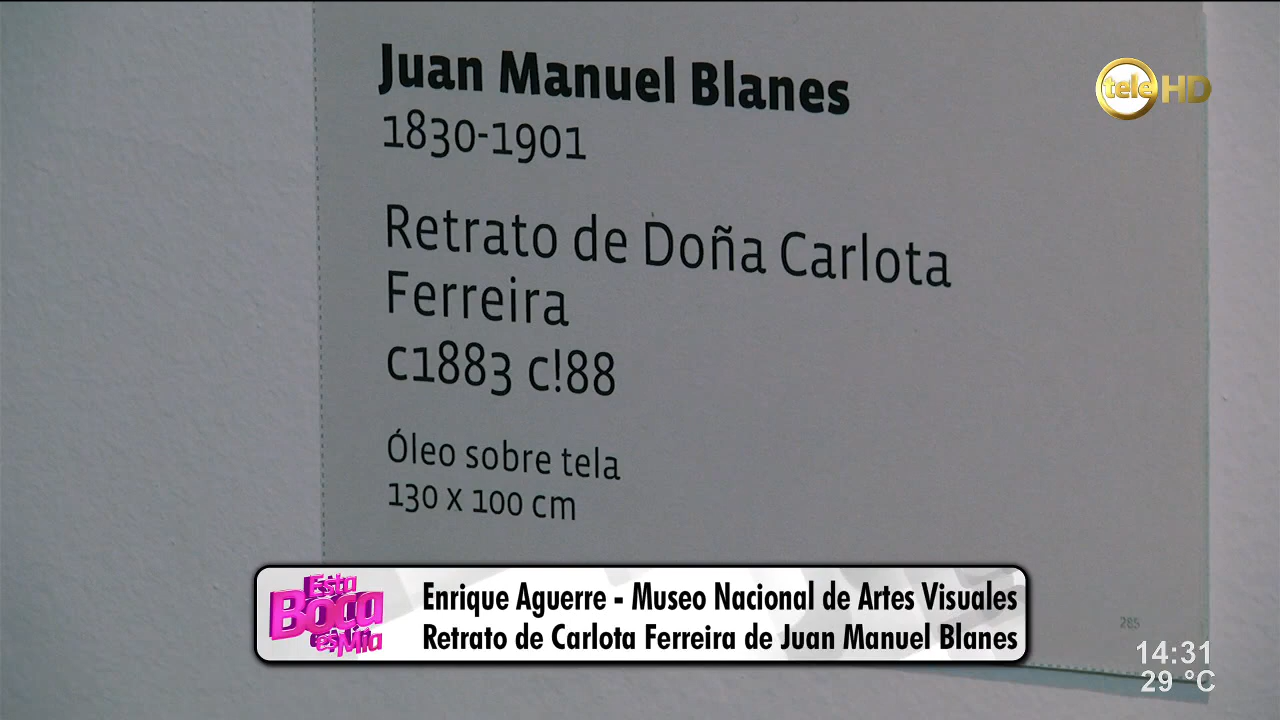 Juan Manuel Blanes
1830-1901
Retrato de Doña Carlota
Ferreira
c1883 c!88
Óleo sobre tela
130 x 100 cm
285
tele HD
Esta
Boca
es Mía
Enrique Aguerre - Museo Nacional de Artes Visuales
Retrato de Carlota Ferreira de Juan Manuel Blanes
14:31
29 °C